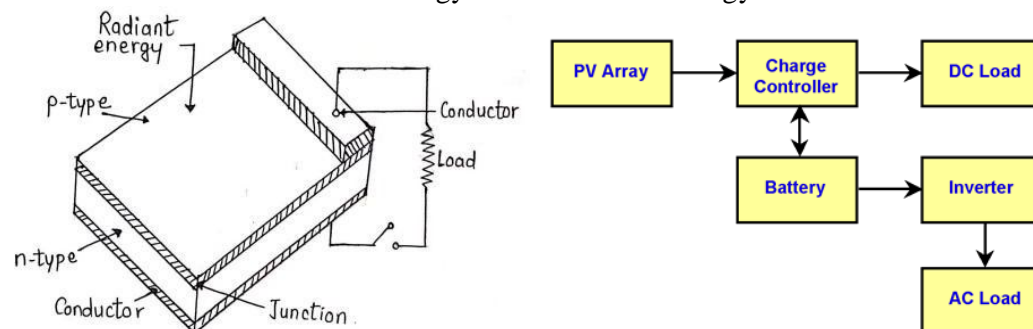 Radiant
energy
p-type
Conductor
Load
n-type
Conductor
Junction
PV Array
Charge
Controller
DC Load
Battery
Inverter
AC Load